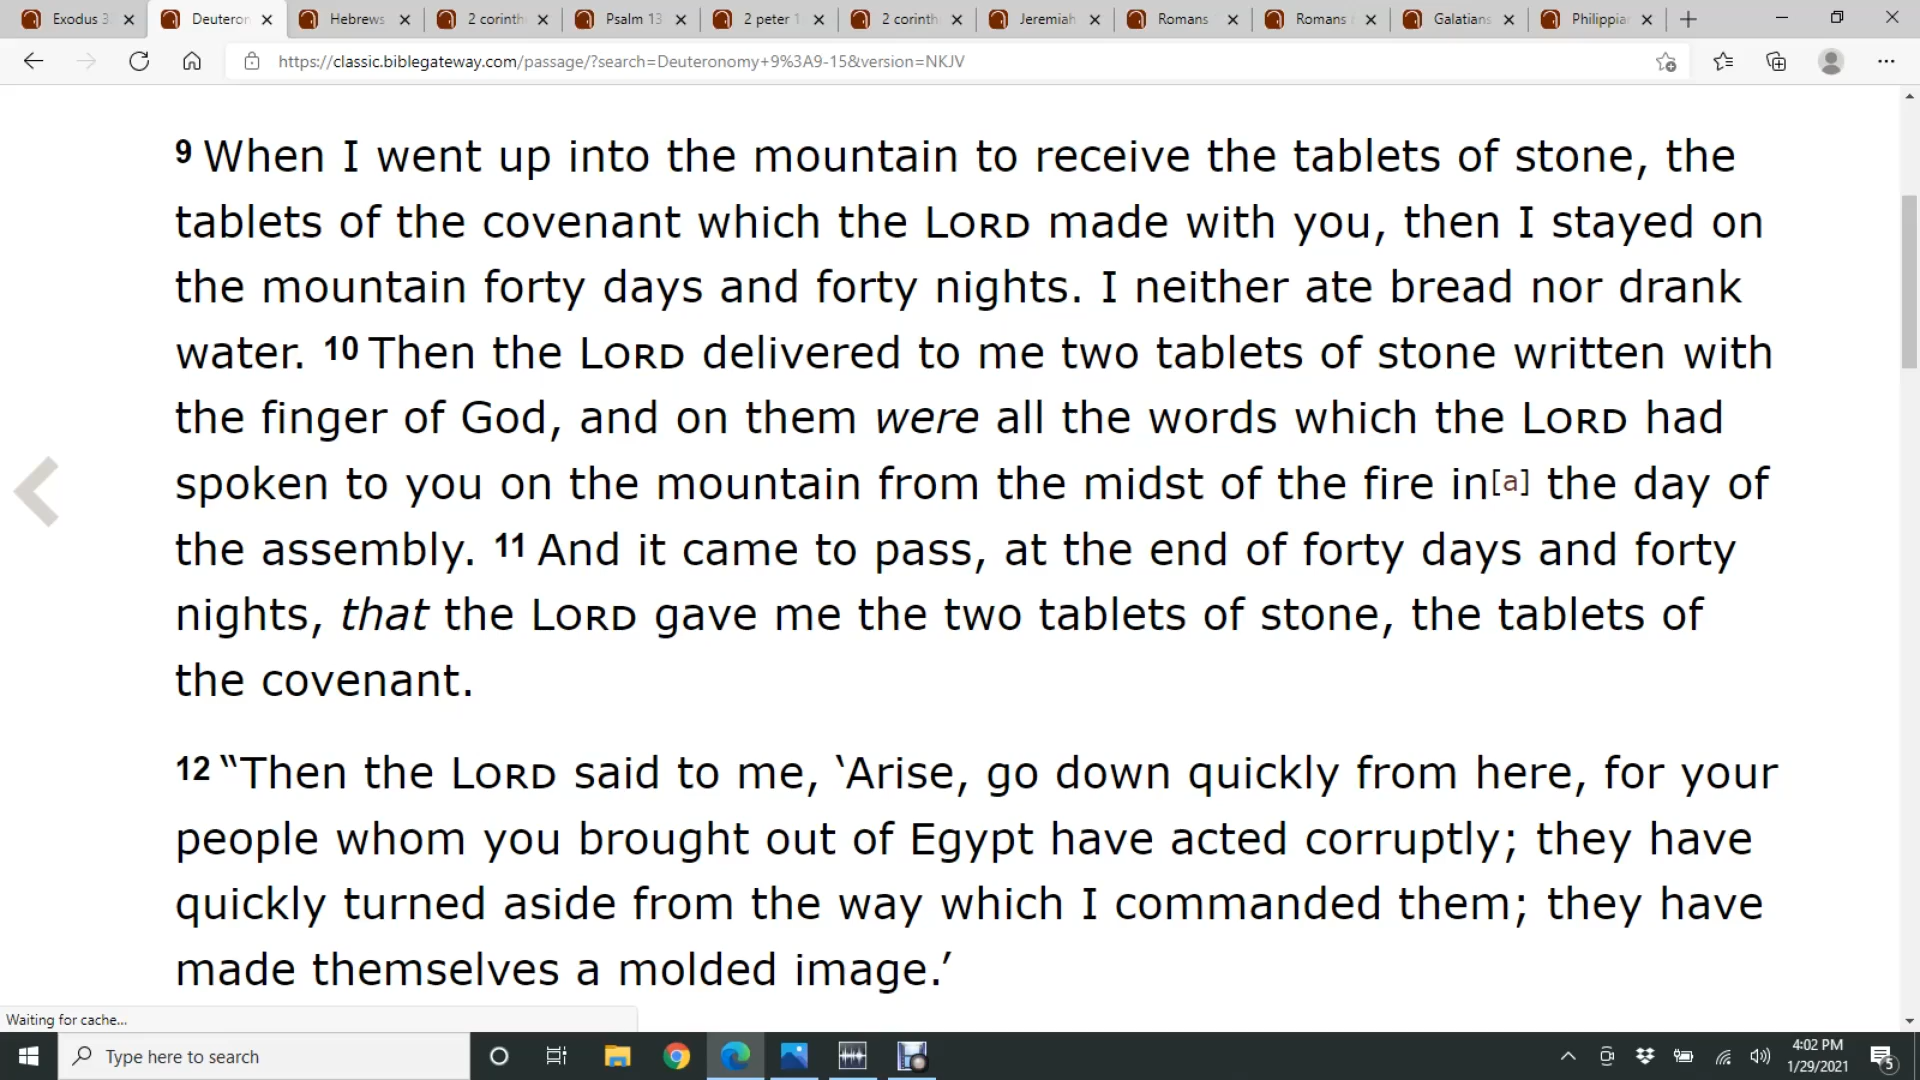 Exodus 3
Deuteron
Hebrews
2 corinth
Psalm 13
2 peter 1
2 corinth
Jeremiah
Romans
Romans
Galatians
Philippia
https://classic.biblegateway.com/passage/?search=Deuteronomy+9%3A9-15&version=NKJV
9 When I went up into the mountain to receive the tablets of stone, the
tablets of the covenant which the LORD made with you, then I stayed on
the mountain forty days and forty nights. I neither ate bread nor drank
water. 10 Then the LORD delivered to me two tablets of stone written with
the finger of God, and on them were all the words which the LORD had
spoken to you on the mountain from the midst of the fire in[a] the day of
the assembly. 11 And it came to pass, at the end of forty days and forty
nights, that the LORD gave me the two tablets of stone, the tablets of
the covenant.
12 “Then the LORD said to me, ‘Arise, go down quickly from here, for your
people whom you brought out of Egypt have acted corruptly; they have
quickly turned aside from the way which I commanded them; they have
made themselves a molded image.’
Waiting for cache...
Type here to search
4:02 PM
1/29/2021
5